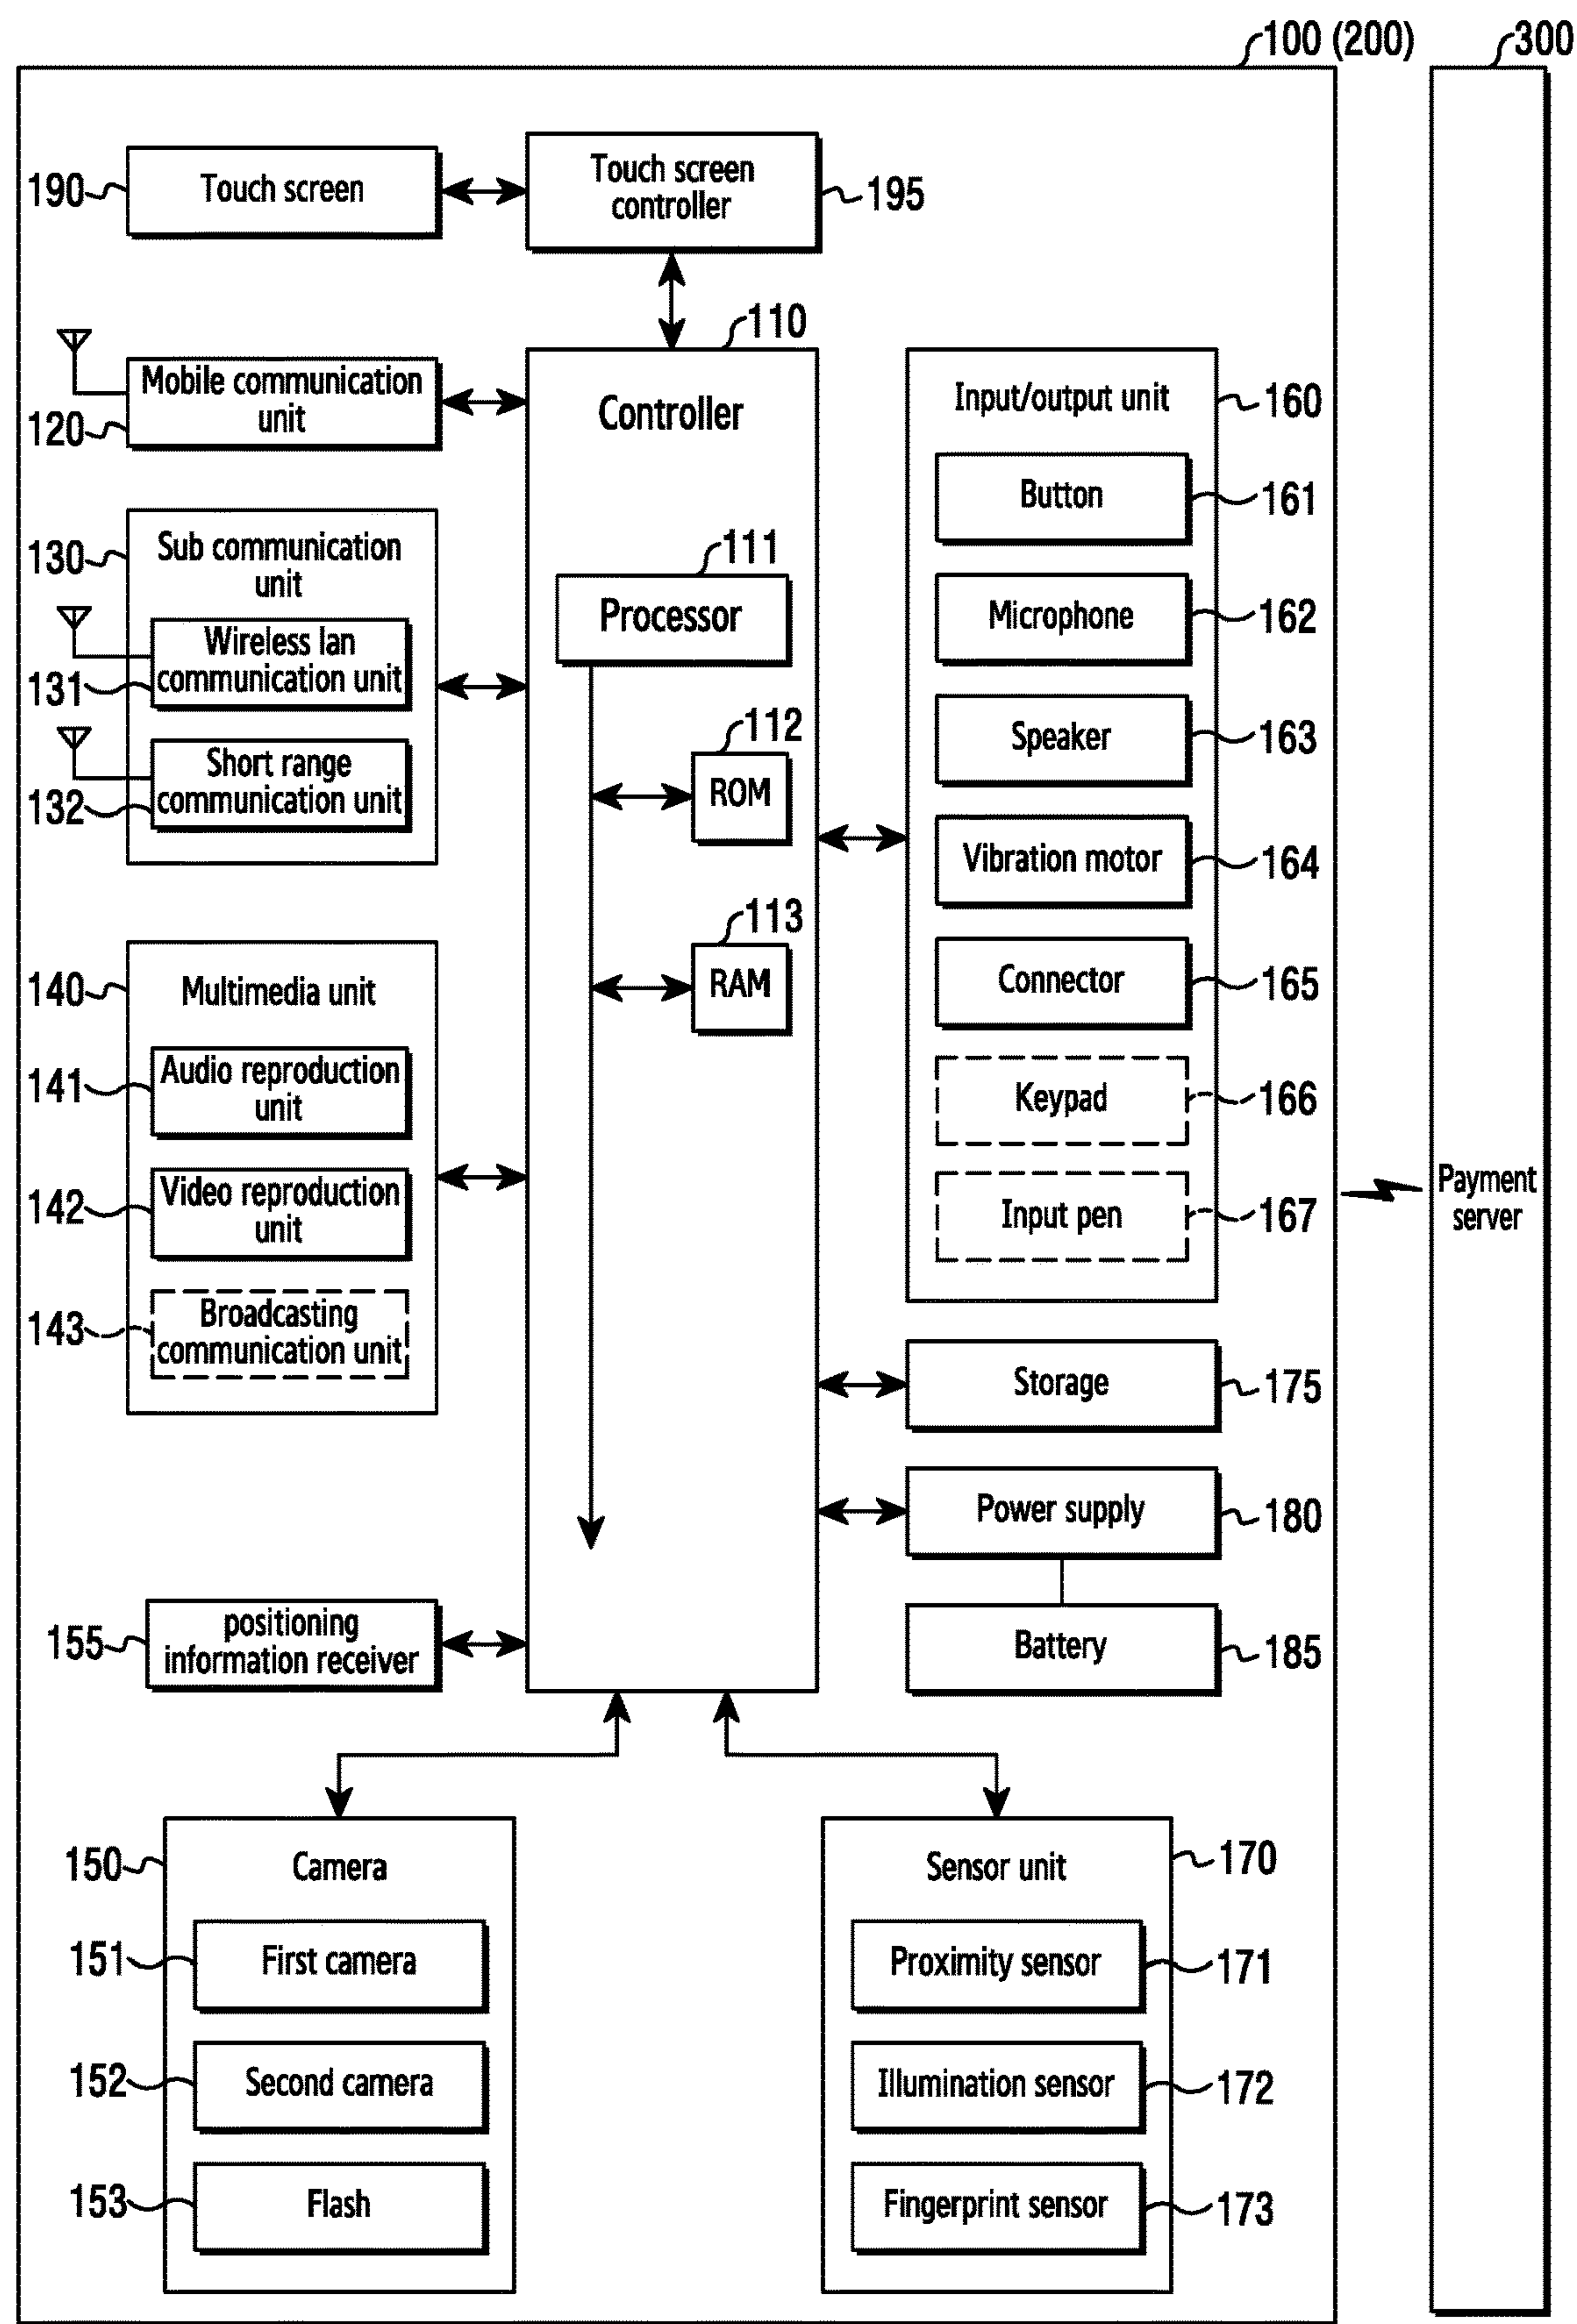 100 (200)
300
190
Touch screen
Touch screen
controller
195
110
Mobile communication
unit
120
Controller
Input/output unit
160
Button
161
130
Sub communication
unit
111
Processor
Microphone
162
Wireless lan
communication unit
131
Speaker
163
112
ROM
Short range
communication unit
132
Vibration motor
164
113
RAM
140
Multimedia unit
Connector
165
141
Audio reproduction
unit
Keypad
166
142
Video reproduction
unit
Input pen
167
Payment
server
143
Broadcasting
communication unit
Storage
175
Power supply
180
155
positioning
information receiver
Battery
185
150
Camera
Sensor unit
170
151
First camera
Proximity sensor
171
152
Second camera
Illumination sensor
172
153
Flash
Fingerprint sensor
173